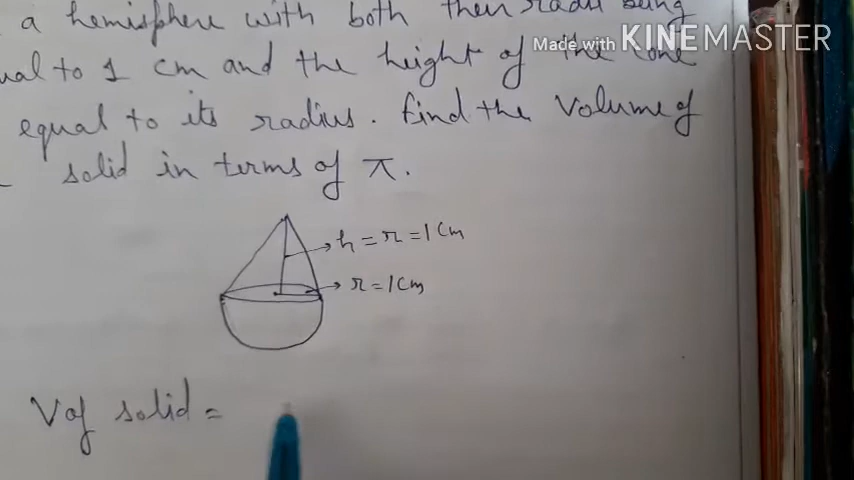 a hemisphere with both their radii being
ual to 1 cm and the height of the cone
equal to its radius. find the volume of
solid in terms of π.
Made with KINEMASTER
h = r = 1 cm
r = 1 cm
V of solid =